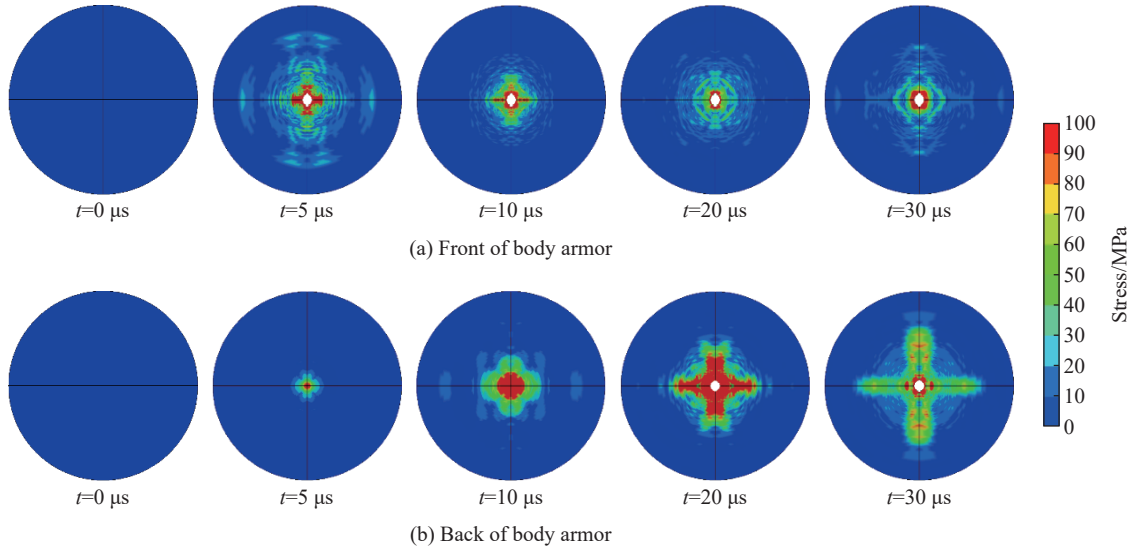 t=0 μs
t=5 μs
t=10 μs
t=20 μs
t=30 μs
(a) Front of body armor
t=0 μs
t=5 μs
t=10 μs
t=20 μs
t=30 μs
(b) Back of body armor
100
90
80
70
60
50
40
30
20
10
0
Stress/MPa